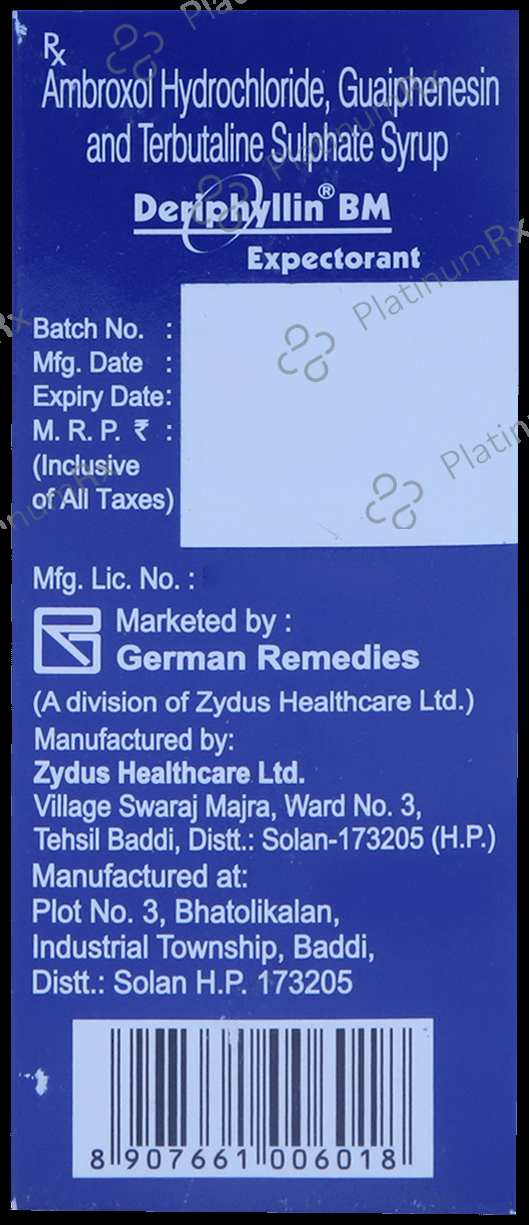 Rx
Ambroxol Hydrochloride, Guaiphenesin
and Terbutaline Sulphate Syrup
Deriphyllin® BM
Expectorant
Batch No. :
Mfg. Date :
Expiry Date:
M. R. P. ₹ :
(Inclusive
of All Taxes)
Mfg. Lic. No. :
Marketed by :
German Remedies
(A division of Zydus Healthcare Ltd.)
Manufactured by:
Zydus Healthcare Ltd.
Village Swaraj Majra, Ward No. 3,
Tehsil Baddi, Distt.: Solan-173205 (H.P.)
Manufactured at:
Plot No. 3, Bhatolikalan,
Industrial Township, Baddi,
Distt.: Solan H.P. 173205
8 907661 006018
PlatinumRx
PlatinumRx